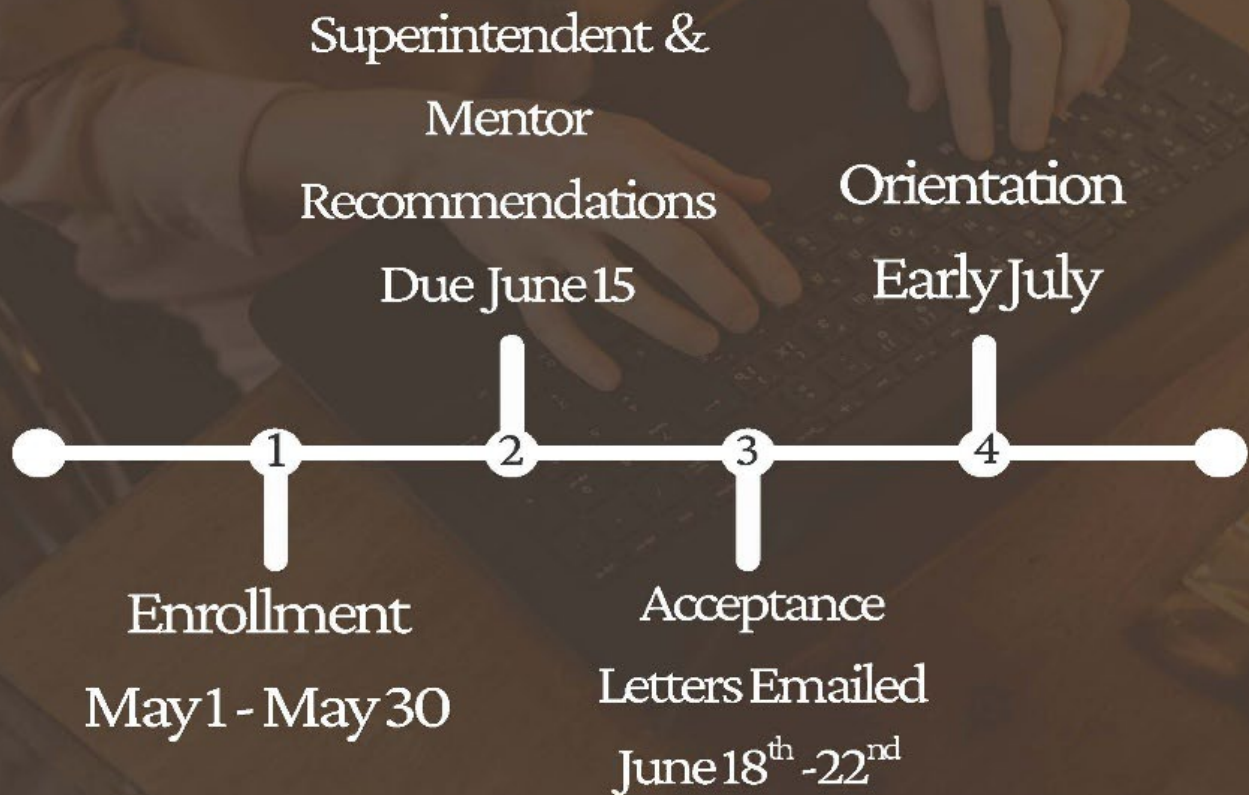 Superintendent &
Mentor
Recommendations
Due June 15
Orientation
Early July
1
2
3
4
Enrollment
May 1 - May 30
Acceptance
Letters Emailed
June 18th -22nd